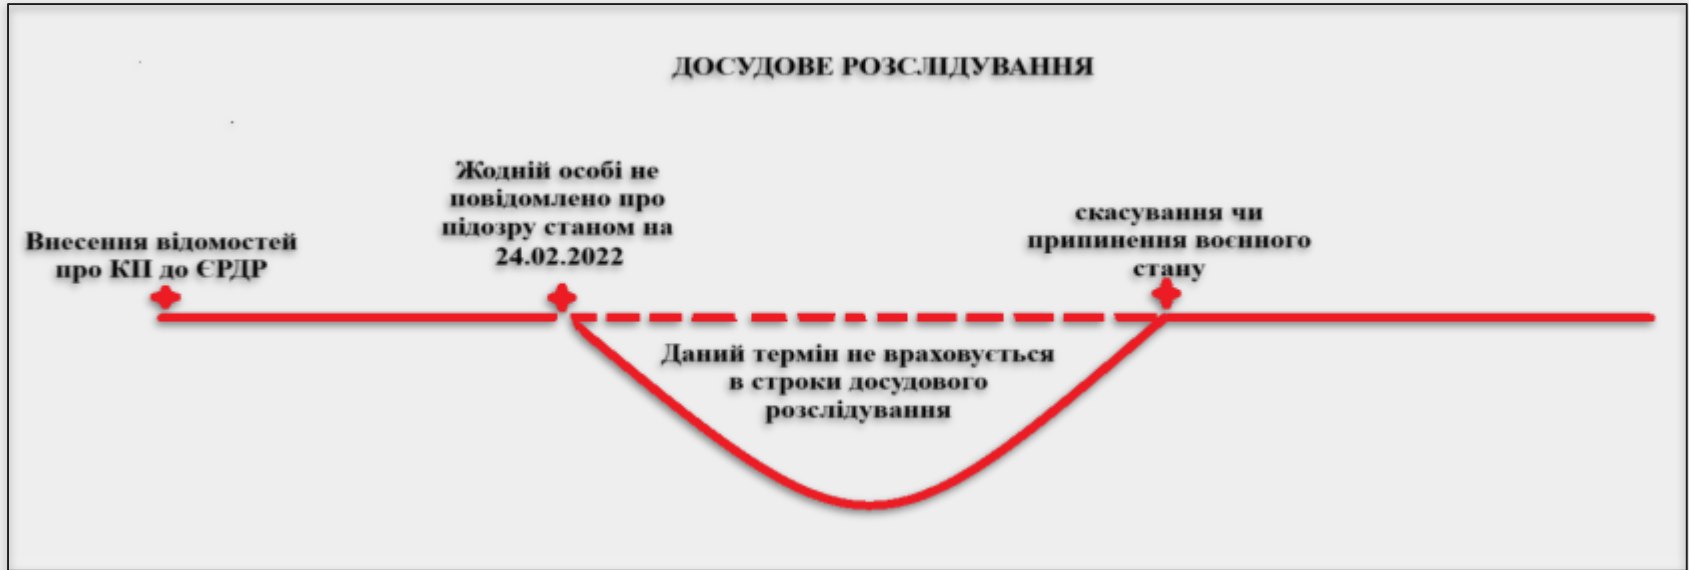 ДОСУДОВЕ РОЗСЛІДУВАННЯ
Жодній особі не
повідомлено про
підозру станом на
24.02.2022
Внесення відомостей
про КП до ЄРДР
скасування чи
припинення воєнного
стану
Даний термін не враховується
в строки досудового
розслідування